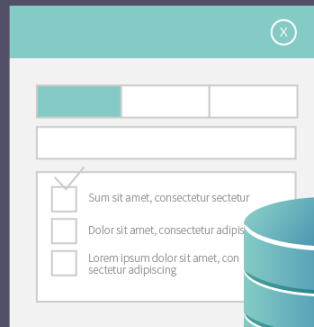 X
Sum sit amet, consectetur sectetur
Dolor sit amet, consectetur adipis
Lorem ipsum dolor sit amet, con
sectetur adipiscing